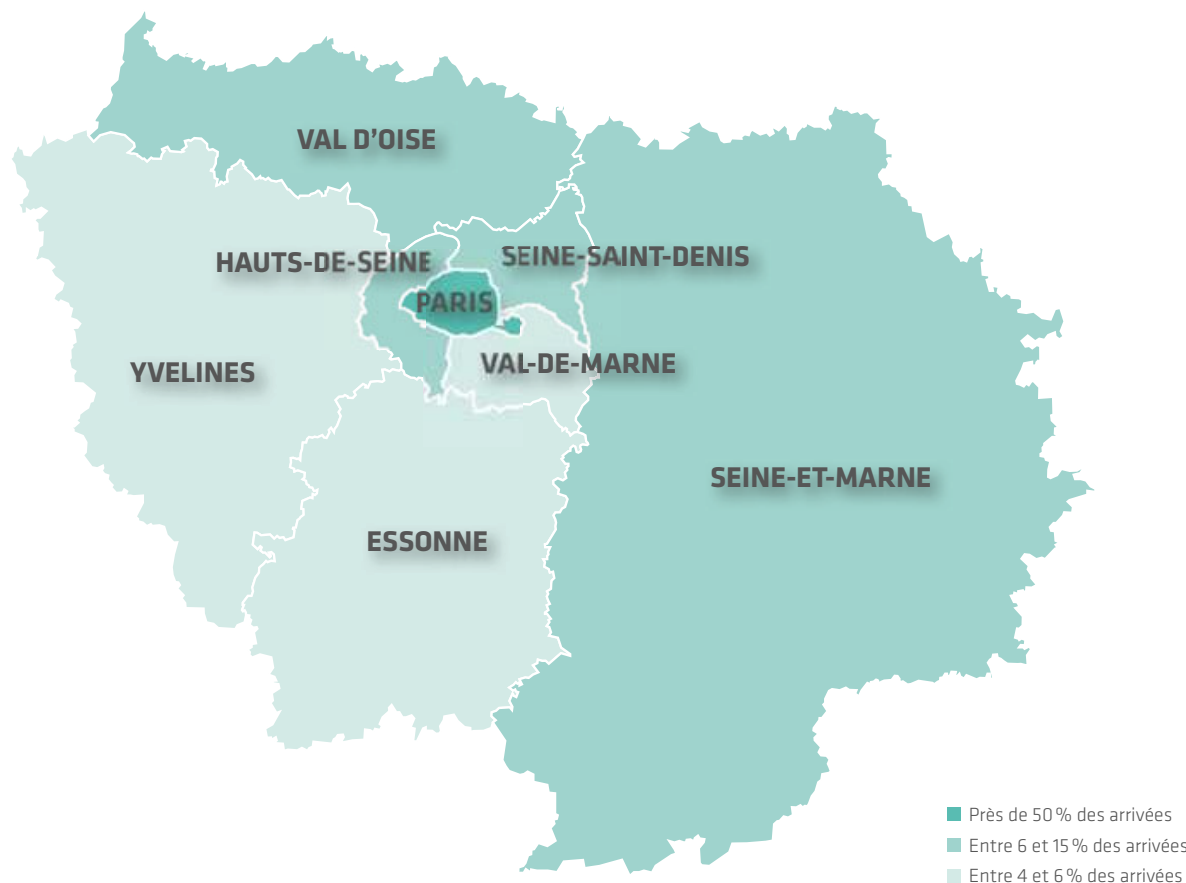 VAL D'OISE
HAUTS-DE-SEINE
SEINE-SAINT-DENIS
PARIS
YVELINES
VAL-DE-MARNE
SEINE-ET-MARNE
ESSONNE
Près de 50 % des arrivées
Entre 6 et 15 % des arrivées
Entre 4 et 6 % des arrivées